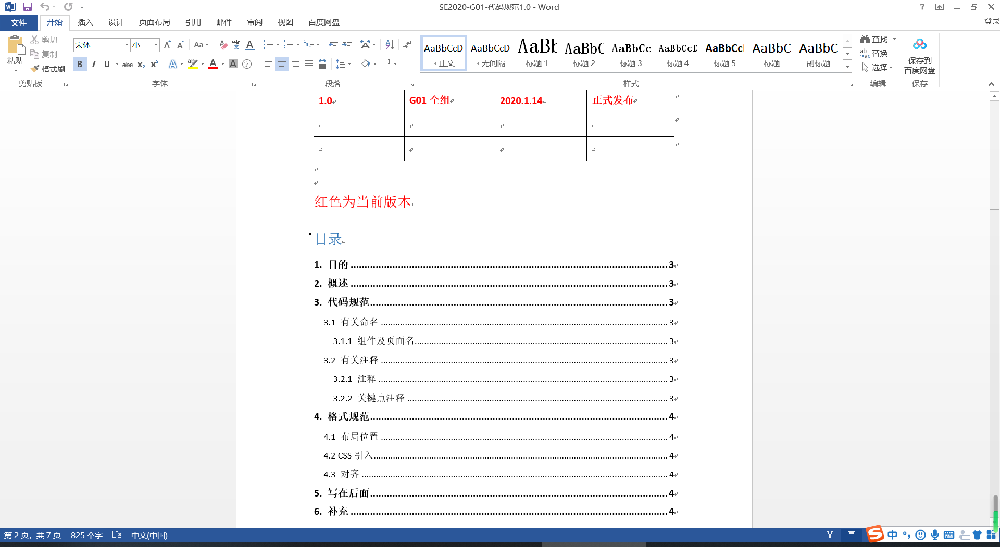 SE2020-G01-代码规范1.0 - Word
文件 开始 插入 设计 页面布局 引用 邮件 审阅 视图 百度网盘 登录
粘贴 剪切 复制 格式刷
宋体 小三
AaBbCcD AaBbCcD AaBb AaBbC AaBbCc AaBbCcD AaBbCc AaBbC AaBbC
正文 无间隔 标题 1 标题 2 标题 3 标题 4 标题 5 标题 副标题
查找 替换 选择
保存到
百度网盘
剪贴板 字体 段落 样式 编辑 保存
1.0 G01 全组 2020.1.14 正式发布
红色为当前版本
目录
1. 目的 3
2. 概述 3
3. 代码规范 3
3.1 有关命名 3
3.1.1 组件及页面名 3
3.2 有关注释 3
3.2.1 注释 3
3.2.2 关键点注释 3
4. 格式规范 4
4.1 布局位置 4
4.2 CSS 引入 4
4.3 对齐 4
5. 写在后面 4
6. 补充 4
第 2 页，共 7 页 825 个字 中文(中国) 中